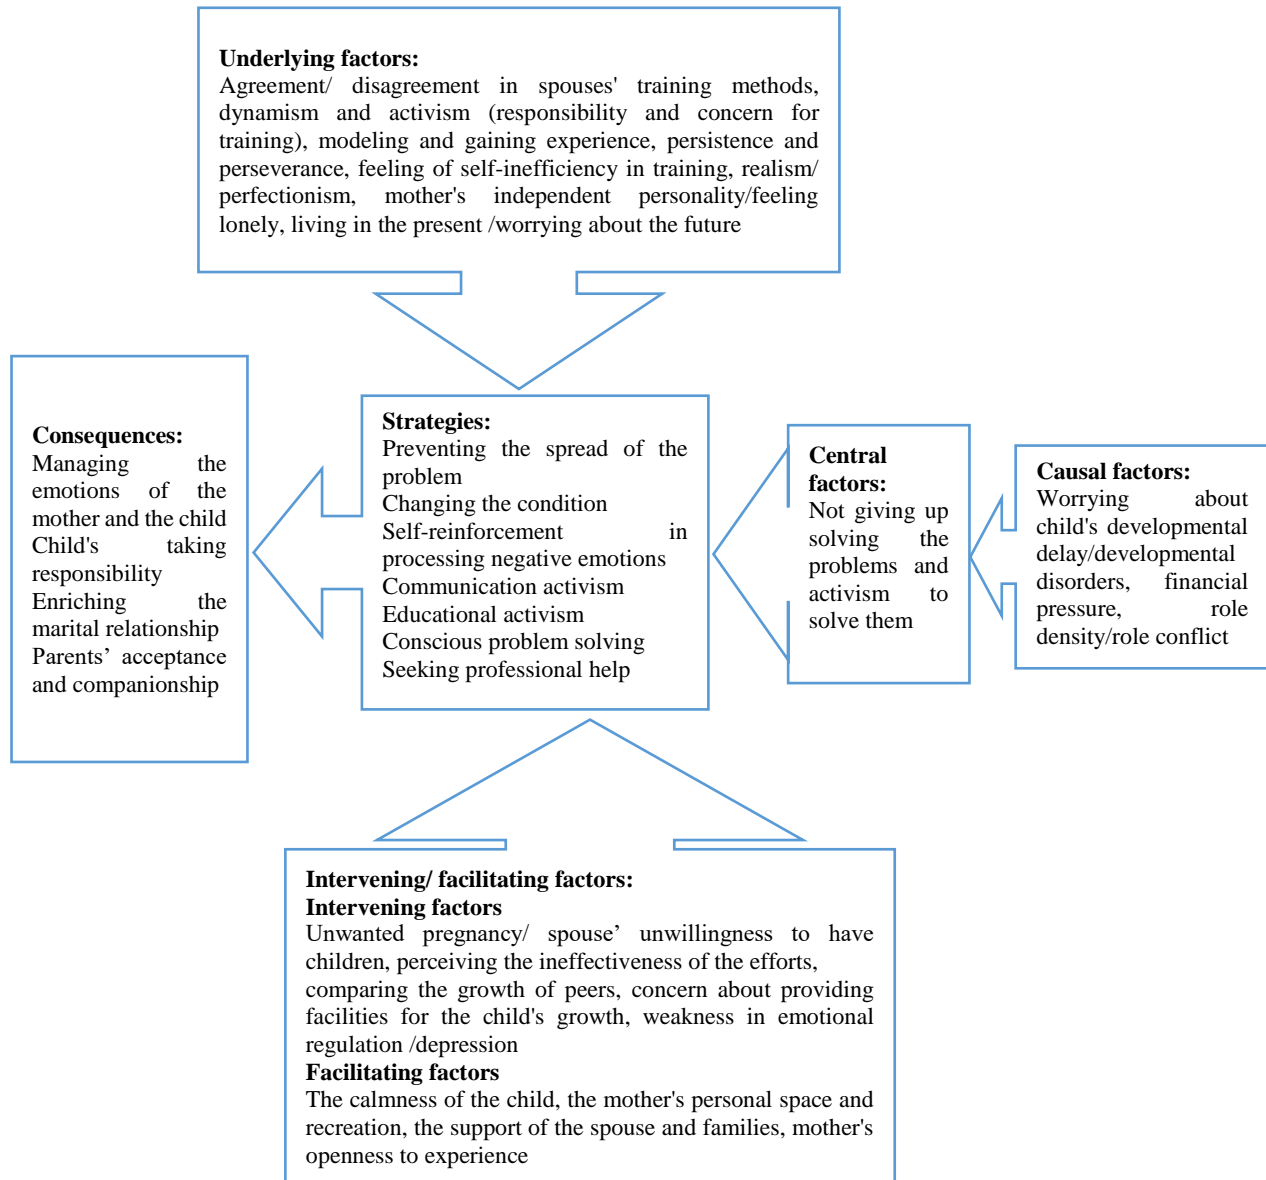 Underlying factors:
Agreement/ disagreement in spouses' training methods,
dynamism and activism (responsibility and concern for
training), modeling and gaining experience, persistence and
perseverance, feeling of self-inefficiency in training, realism/
perfectionism, mother's independent personality/feeling
lonely, living in the present /worrying about the future
Consequences:
Managing the
emotions of the
mother and the child
Child's taking
responsibility
Enriching the
marital relationship
Parents’ acceptance
and companionship
Strategies:
Preventing the spread of the
problem
Changing the condition
Self-reinforcement in
processing negative emotions
Communication activism
Educational activism
Conscious problem solving
Seeking professional help
Central
factors:
Not giving up
solving the
problems and
activism to
solve them
Causal factors:
Worrying about
child's developmental
delay/developmental
disorders, financial
pressure, role
density/role conflict
Intervening/ facilitating factors:
Intervening factors
Unwanted pregnancy/ spouse’ unwillingness to have
children, perceiving the ineffectiveness of the efforts,
comparing the growth of peers, concern about providing
facilities for the child's growth, weakness in emotional
regulation /depression
Facilitating factors
The calmness of the child, the mother's personal space and
recreation, the support of the spouse and families, mother's
openness to experience